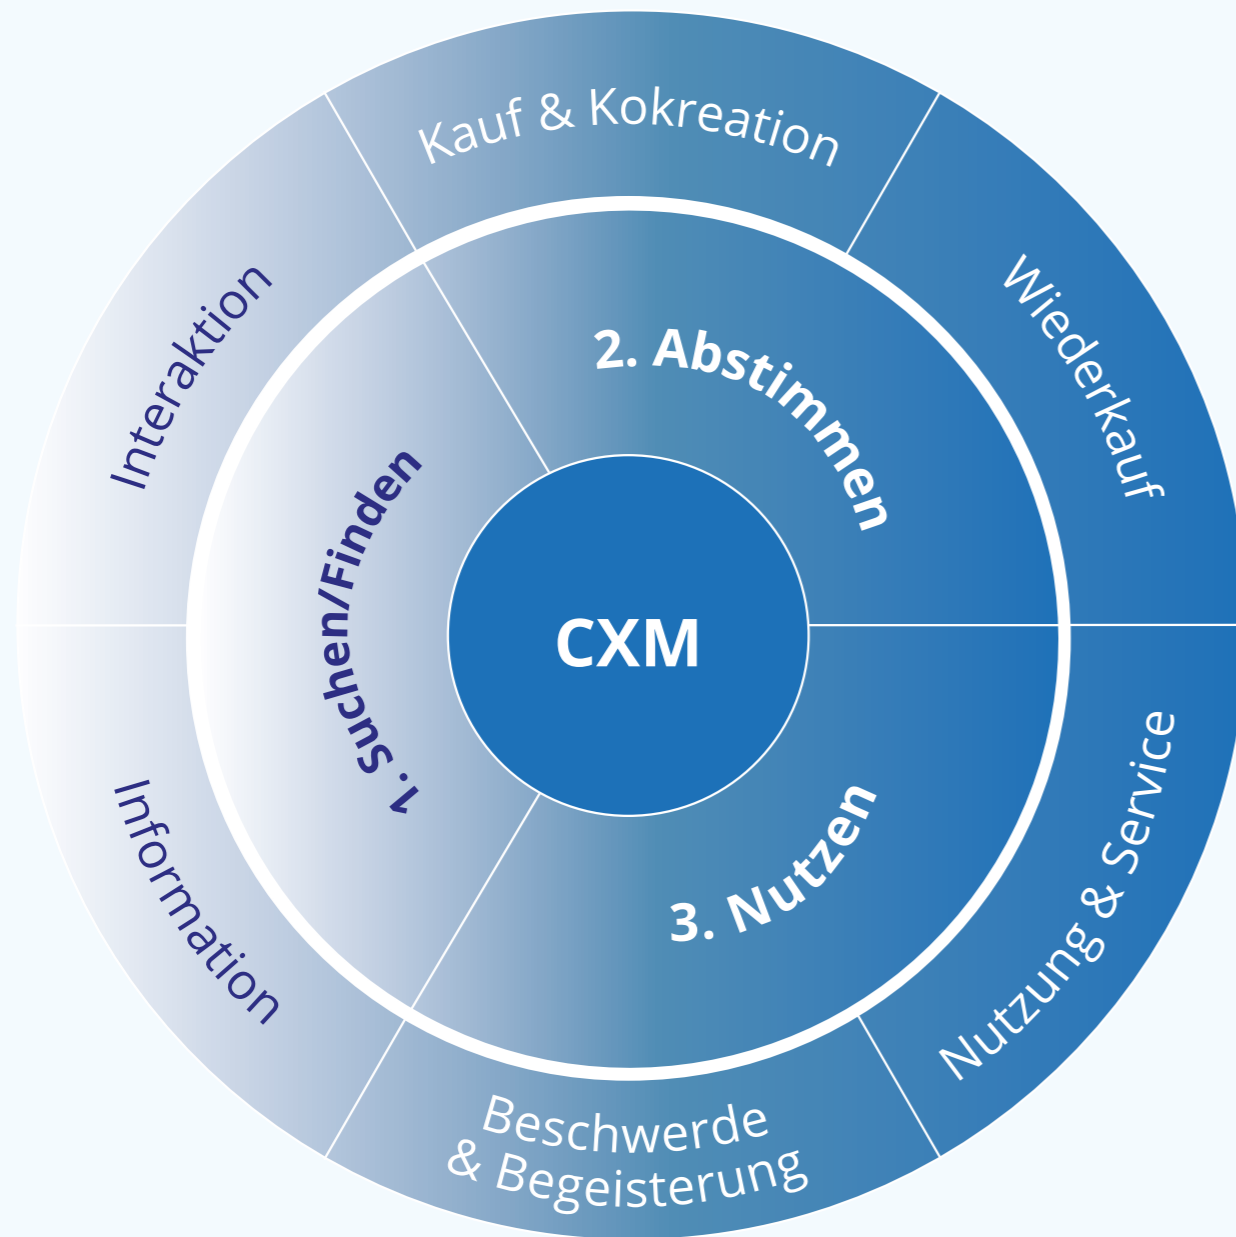 CXM
1. Suchen/Finden
2. Abstimmen
3. Nutzen
Information
Interaktion
Kauf & Kokreation
Wiederkauf
Nutzung & Service
Beschwerde
& Begeisterung